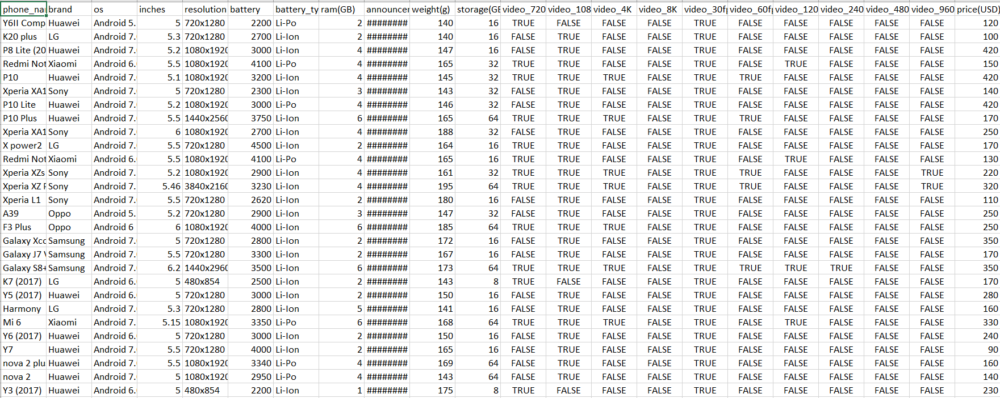 phone_na brand os inches resolution battery battery_ty ram(GB) announcer weight(g) storage(GE video_720 video_108 video_4K video_8K video_30f video_60f video_120 video_240 video_480 video_960 price(USD)
Y6II Comp Huawei Android 5. 5 720x1280 2200 Li-Po 2 ######## 140 16 TRUE FALSE FALSE FALSE TRUE FALSE FALSE FALSE FALSE FALSE 120
K20 plus LG Android 7. 5.3 720x1280 2700 Li-Ion 2 ######## 140 16 FALSE TRUE FALSE FALSE TRUE FALSE FALSE FALSE FALSE FALSE 100
P8 Lite (20 Huawei Android 7. 5.2 1080x1920 3000 Li-Ion 4 ######## 147 16 FALSE TRUE FALSE FALSE TRUE FALSE FALSE FALSE FALSE FALSE 420
Redmi Not Xiaomi Android 6. 5.5 1080x1920 4100 Li-Po 4 ######## 165 32 TRUE TRUE FALSE FALSE TRUE FALSE TRUE FALSE FALSE FALSE 150
P10 Huawei Android 7. 5.1 1080x1920 3200 Li-Ion 4 ######## 145 32 TRUE TRUE TRUE FALSE TRUE TRUE FALSE FALSE FALSE FALSE 420
Xperia XA1 Sony Android 7. 5 720x1280 2300 Li-Ion 3 ######## 143 32 FALSE TRUE FALSE FALSE TRUE FALSE FALSE FALSE FALSE FALSE 140
P10 Lite Huawei Android 7. 5.2 1080x1920 3000 Li-Po 4 ######## 146 32 FALSE TRUE FALSE FALSE TRUE FALSE FALSE FALSE FALSE FALSE 420
P10 Plus Huawei Android 7. 5.5 1440x2560 3750 Li-Ion 6 ######## 165 64 TRUE TRUE TRUE FALSE TRUE TRUE FALSE FALSE FALSE FALSE 170
Xperia XA1 Sony Android 7. 6 1080x1920 2700 Li-Ion 4 ######## 188 32 FALSE TRUE FALSE FALSE TRUE FALSE FALSE FALSE FALSE FALSE 250
X power2 LG Android 7. 5.5 720x1280 4500 Li-Ion 2 ######## 164 16 TRUE TRUE FALSE FALSE TRUE FALSE FALSE FALSE FALSE FALSE 170
Redmi Not Xiaomi Android 6. 5.5 1080x1920 4100 Li-Po 4 ######## 165 16 TRUE TRUE FALSE FALSE TRUE FALSE TRUE FALSE FALSE FALSE 130
Xperia XZs Sony Android 7. 5.2 1080x1920 2900 Li-Ion 4 ######## 161 32 TRUE TRUE TRUE FALSE TRUE TRUE FALSE FALSE FALSE TRUE 220
Xperia XZ P Sony Android 7. 5.46 3840x2160 3230 Li-Ion 4 ######## 195 64 TRUE TRUE TRUE FALSE TRUE TRUE FALSE FALSE FALSE TRUE 320
Xperia L1 Sony Android 7. 5.5 720x1280 2620 Li-Ion 2 ######## 180 16 FALSE TRUE FALSE FALSE TRUE FALSE FALSE FALSE FALSE FALSE 110
A39 Oppo Android 5. 5.2 720x1280 2900 Li-Ion 3 ######## 147 32 FALSE TRUE FALSE FALSE TRUE FALSE FALSE FALSE FALSE FALSE 250
F3 Plus Oppo Android 6 6 1080x1920 4000 Li-Ion 6 ######## 185 64 TRUE TRUE TRUE FALSE TRUE FALSE FALSE FALSE FALSE FALSE 250
Galaxy Xco Samsung Android 7. 5 720x1280 2800 Li-Ion 2 ######## 172 16 FALSE TRUE FALSE FALSE TRUE FALSE FALSE FALSE FALSE FALSE 350
Galaxy J7 V Samsung Android 7. 5.5 720x1280 3300 Li-Ion 2 ######## 167 16 FALSE TRUE FALSE FALSE TRUE FALSE FALSE FALSE FALSE FALSE 170
Galaxy S8+ Samsung Android 7. 6.2 1440x2960 3500 Li-Ion 6 ######## 173 64 TRUE TRUE TRUE FALSE TRUE TRUE TRUE TRUE FALSE FALSE 350
K7 (2017) LG Android 6. 5 480x854 2500 Li-Ion 2 ######## 143 8 TRUE FALSE FALSE FALSE TRUE FALSE FALSE FALSE FALSE FALSE 170
Y5 (2017) Huawei Android 6. 5 720x1280 3000 Li-Ion 2 ######## 150 16 FALSE TRUE FALSE FALSE TRUE FALSE FALSE FALSE FALSE FALSE 280
Harmony LG Android 7. 5.3 720x1280 2800 Li-Ion 5 ######## 141 16 FALSE TRUE FALSE FALSE TRUE FALSE FALSE FALSE FALSE FALSE 160
Mi 6 Xiaomi Android 7. 5.15 1080x1920 3350 Li-Po 6 ######## 168 64 TRUE TRUE TRUE FALSE TRUE FALSE TRUE FALSE FALSE FALSE 330
Y6 (2017) Huawei Android 6. 5 720x1280 3000 Li-Ion 2 ######## 150 16 FALSE TRUE FALSE FALSE TRUE FALSE FALSE FALSE FALSE FALSE 240
Y7 Huawei Android 7. 5.5 720x1280 4000 Li-Ion 2 ######## 165 16 FALSE TRUE FALSE FALSE TRUE FALSE FALSE FALSE FALSE FALSE 90
nova 2 plu Huawei Android 7. 5.5 1080x1920 3340 Li-Po 4 ######## 169 64 FALSE TRUE FALSE FALSE TRUE FALSE FALSE FALSE FALSE FALSE 160
nova 2 Huawei Android 7. 5 1080x1920 2950 Li-Po 4 ######## 143 64 FALSE TRUE FALSE FALSE TRUE FALSE FALSE FALSE FALSE FALSE 140
Y3 (2017) Huawei Android 6. 5 480x854 2200 Li-Ion 1 ######## 175 8 TRUE FALSE FALSE FALSE TRUE FALSE FALSE FALSE FALSE FALSE 230